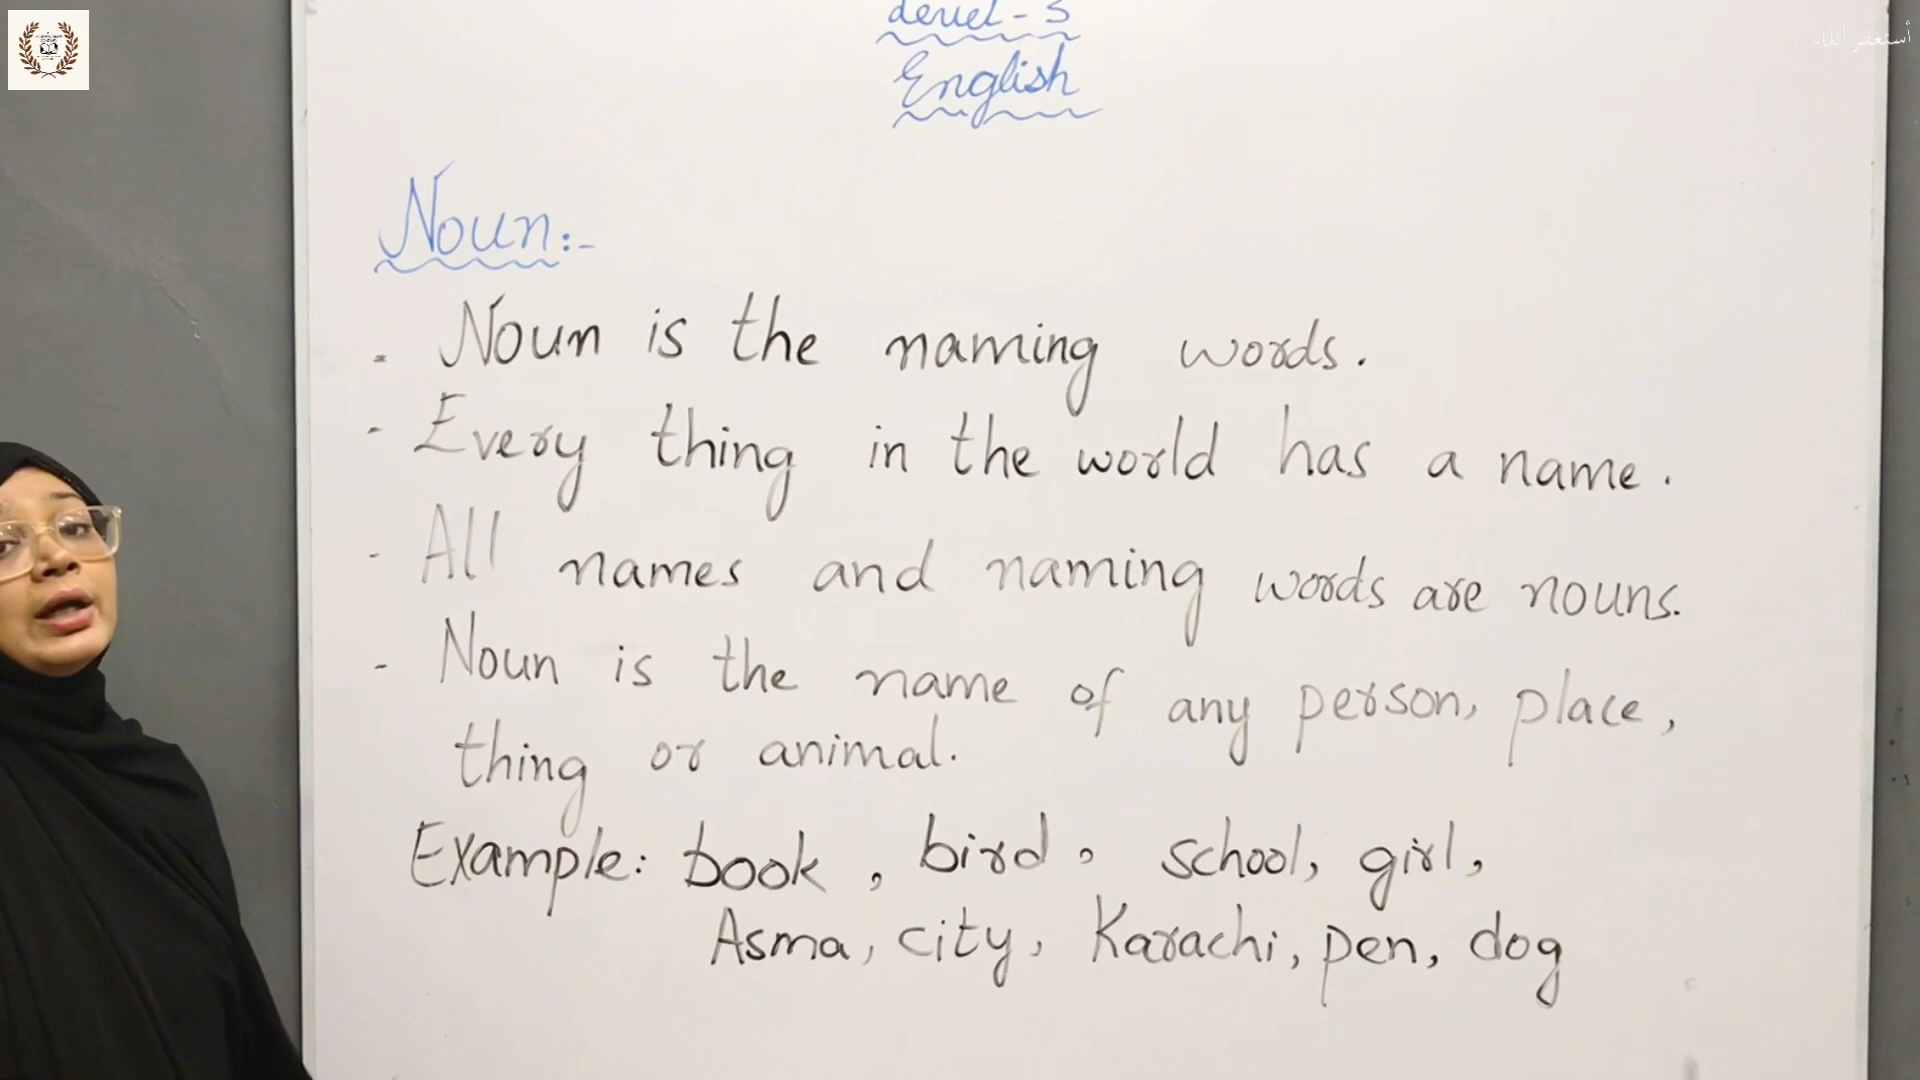 Level - 3
English
Noun:-
- Noun is the naming words.
- Every thing in the world has a name.
- All names and naming words are nouns.
- Noun is the name of any person, place,
thing or animal.
Example: book, bird, school, girl,
Asma, city, Karachi, pen, dog
أستغفر الله